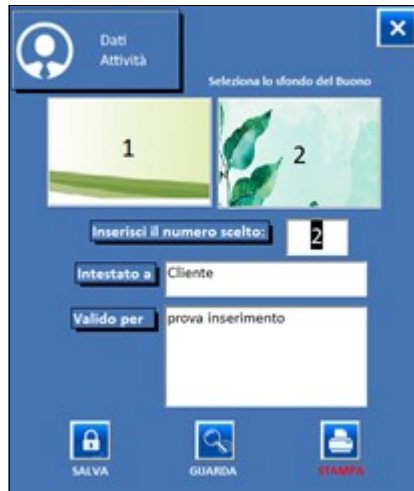 Dati
Attività
Seleziona lo sfondo del Buono
1
2
Inserisci il numero scelto:
2
Intestato a
Cliente
Valido per
prova inserimento
SALVA
GUARDA
STAMPA